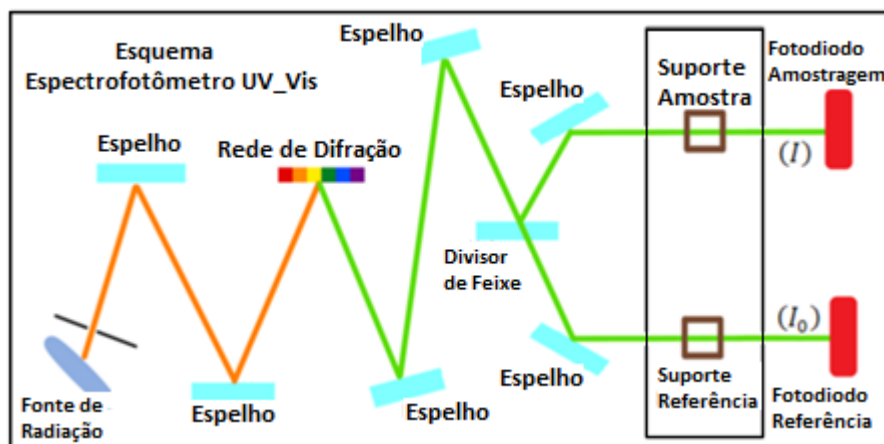 Esquema
Espectrofotômetro UV_Vis
Espelho
Espelho
Suporte
Amostra
Fotodiodo
Amostragem
Espelho
Rede de Difração
(I)
Divisor
de Feixe
(I₀)
Fonte de
Radiação
Espelho
Espelho
Espelho
Suporte
Referência
Fotodiodo
Referência